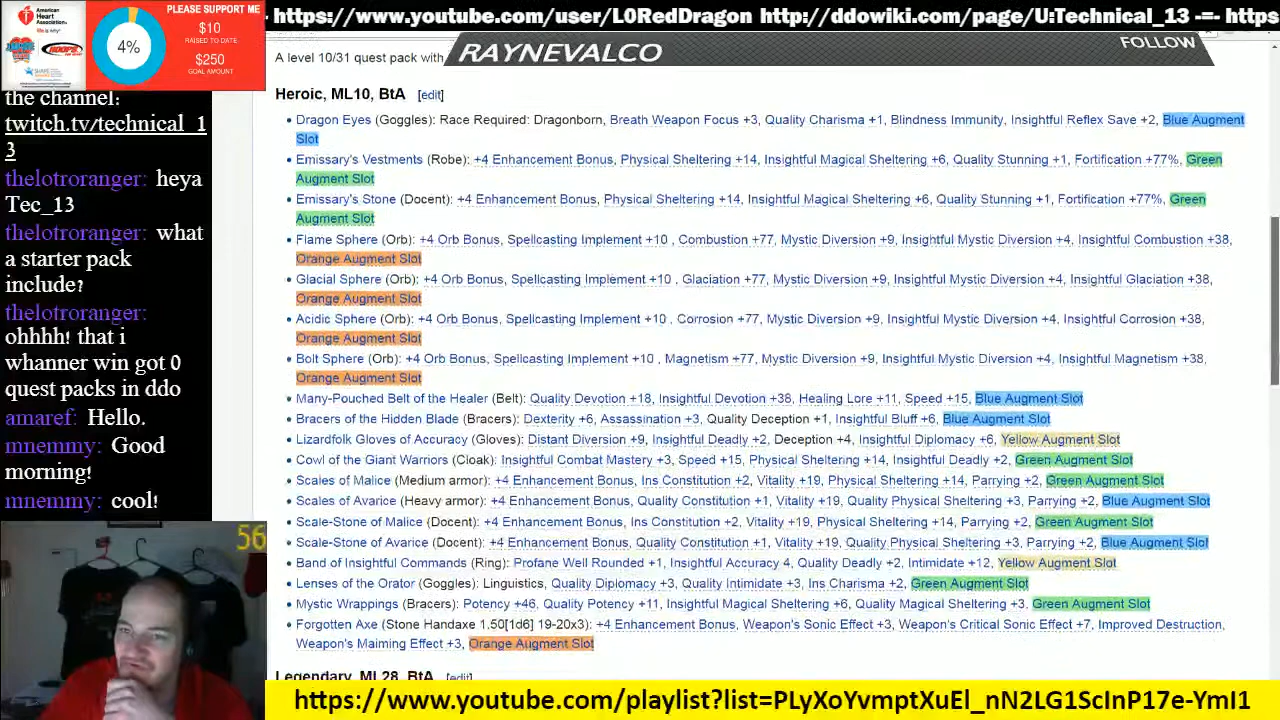 American
Heart
Association®
life is why™
HOOPS
4%
PLEASE SUPPORT ME
$10
RAISED TO DATE
$250
GOAL AMOUNT
- https://www.youtube.com/user/L0RedDragon http://ddowiki.com/page/U:Technical_13 -=- https
RAYNEVALCO
FOLLOW
the channel:
twitch.tv/technical_1
3
thelotroranger: heya
Tec_13
thelotroranger: what
a starter pack
include?
thelotroranger:
ohhhh! that i
whanner win got 0
quest packs in ddo
amaref: Hello.
mnemmy: Good
morning!
mnemmy: cool!
56
A level 10/31 quest pack with
Heroic, ML10, BtA [edit]
Dragon Eyes (Goggles): Race Required: Dragonborn, Breath Weapon Focus +3, Quality Charisma +1, Blindness Immunity, Insightful Reflex Save +2, Blue Augment
Slot
Emissary's Vestments (Robe): +4 Enhancement Bonus, Physical Sheltering +14, Insightful Magical Sheltering +6, Quality Stunning +1, Fortification +77%, Green
Augment Slot
Emissary's Stone (Docent): +4 Enhancement Bonus, Physical Sheltering +14, Insightful Magical Sheltering +6, Quality Stunning +1, Fortification +77%, Green
Augment Slot
Flame Sphere (Orb): +4 Orb Bonus, Spellcasting Implement +10 , Combustion +77, Mystic Diversion +9, Insightful Mystic Diversion +4, Insightful Combustion +38,
Orange Augment Slot
Glacial Sphere (Orb): +4 Orb Bonus, Spellcasting Implement +10 , Glaciation +77, Mystic Diversion +9, Insightful Mystic Diversion +4, Insightful Glaciation +38,
Orange Augment Slot
Acidic Sphere (Orb): +4 Orb Bonus, Spellcasting Implement +10 , Corrosion +77, Mystic Diversion +9, Insightful Mystic Diversion +4, Insightful Corrosion +38,
Orange Augment Slot
Bolt Sphere (Orb): +4 Orb Bonus, Spellcasting Implement +10 , Magnetism +77, Mystic Diversion +9, Insightful Mystic Diversion +4, Insightful Magnetism +38,
Orange Augment Slot
Many-Pouched Belt of the Healer (Belt): Quality Devotion +18, Insightful Devotion +38, Healing Lore +11, Speed +15, Blue Augment Slot
Bracers of the Hidden Blade (Bracers): Dexterity +6, Assassination +3, Quality Deception +1, Insightful Bluff +6, Blue Augment Slot
Lizardfolk Gloves of Accuracy (Gloves): Distant Diversion +9, Insightful Deadly +2, Deception +4, Insightful Diplomacy +6, Yellow Augment Slot
Cowl of the Giant Warriors (Cloak): Insightful Combat Mastery +3, Speed +15, Physical Sheltering +14, Insightful Deadly +2, Green Augment Slot
Scales of Malice (Medium armor): +4 Enhancement Bonus, Ins Constitution +2, Vitality +19, Physical Sheltering +14, Parrying +2, Green Augment Slot
Scales of Avarice (Heavy armor): +4 Enhancement Bonus, Quality Constitution +1, Vitality +19, Quality Physical Sheltering +3, Parrying +2, Blue Augment Slot
Scale-Stone of Malice (Docent): +4 Enhancement Bonus, Ins Constitution +2, Vitality +19, Physical Sheltering +14, Parrying +2, Green Augment Slot
Scale-Stone of Avarice (Docent): +4 Enhancement Bonus, Quality Constitution +1, Vitality +19, Quality Physical Sheltering +3, Parrying +2, Blue Augment Slot
Band of Insightful Commands (Ring): Profane Well Rounded +1, Insightful Accuracy 4, Quality Deadly +2, Intimidate +12, Yellow Augment Slot
Lenses of the Orator (Goggles): Linguistics, Quality Diplomacy +3, Quality Intimidate +3, Ins Charisma +2, Green Augment Slot
Mystic Wrappings (Bracers): Potency +46, Quality Potency +11, Insightful Magical Sheltering +6, Quality Magical Sheltering +3, Green Augment Slot
Forgotten Axe (Stone Handaxe 1.50[1d6] 19-20x3): +4 Enhancement Bonus, Weapon's Sonic Effect +3, Weapon's Critical Sonic Effect +7, Improved Destruction,
Weapon's Maiming Effect +3, Orange Augment Slot
Legendary, ML28, BtA [edit]
https://www.youtube.com/playlist?list=PLyXoYvmptXuEl_nN2LG1ScInP17e-YmI1